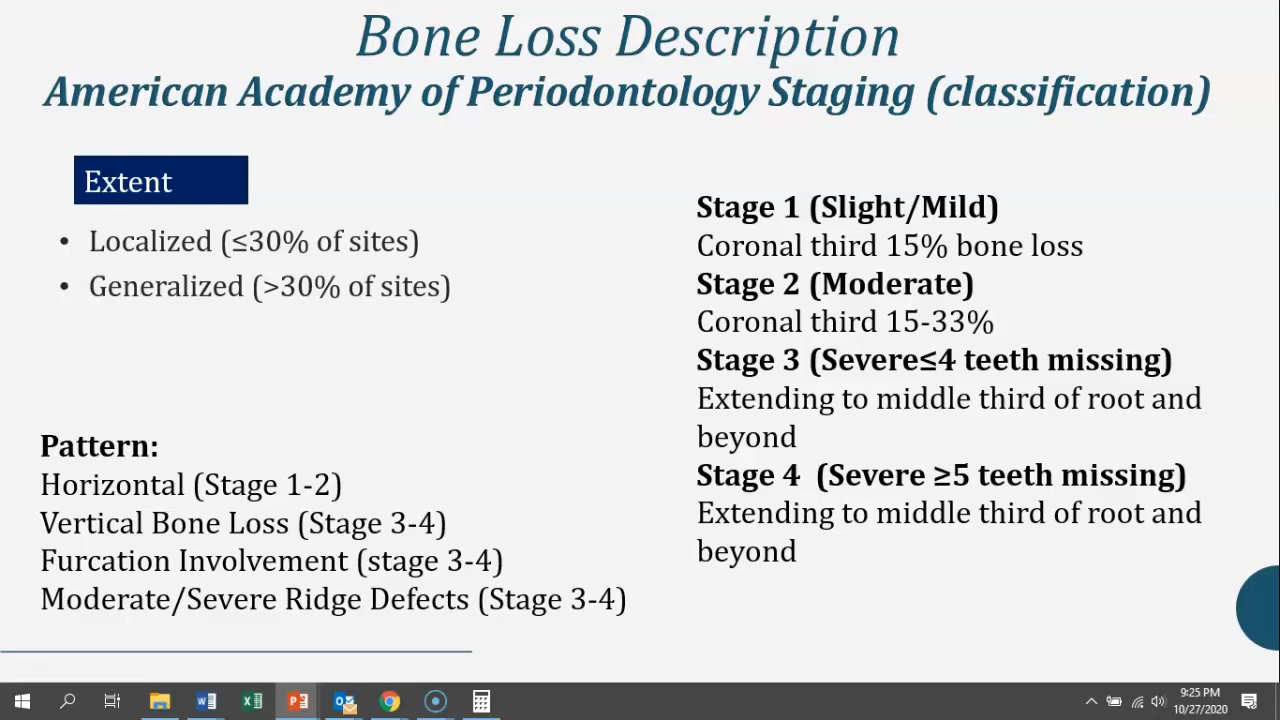 Bone Loss Description
American Academy of Periodontology Staging (classification)
Extent
• Localized (≤30% of sites)
• Generalized (>30% of sites)
Pattern:
Horizontal (Stage 1-2)
Vertical Bone Loss (Stage 3-4)
Furcation Involvement (stage 3-4)
Moderate/Severe Ridge Defects (Stage 3-4)
Stage 1 (Slight/Mild)
Coronal third 15% bone loss
Stage 2 (Moderate)
Coronal third 15-33%
Stage 3 (Severe≤4 teeth missing)
Extending to middle third of root and
beyond
Stage 4 (Severe ≥5 teeth missing)
Extending to middle third of root and
beyond
9:25 PM
10/27/2020